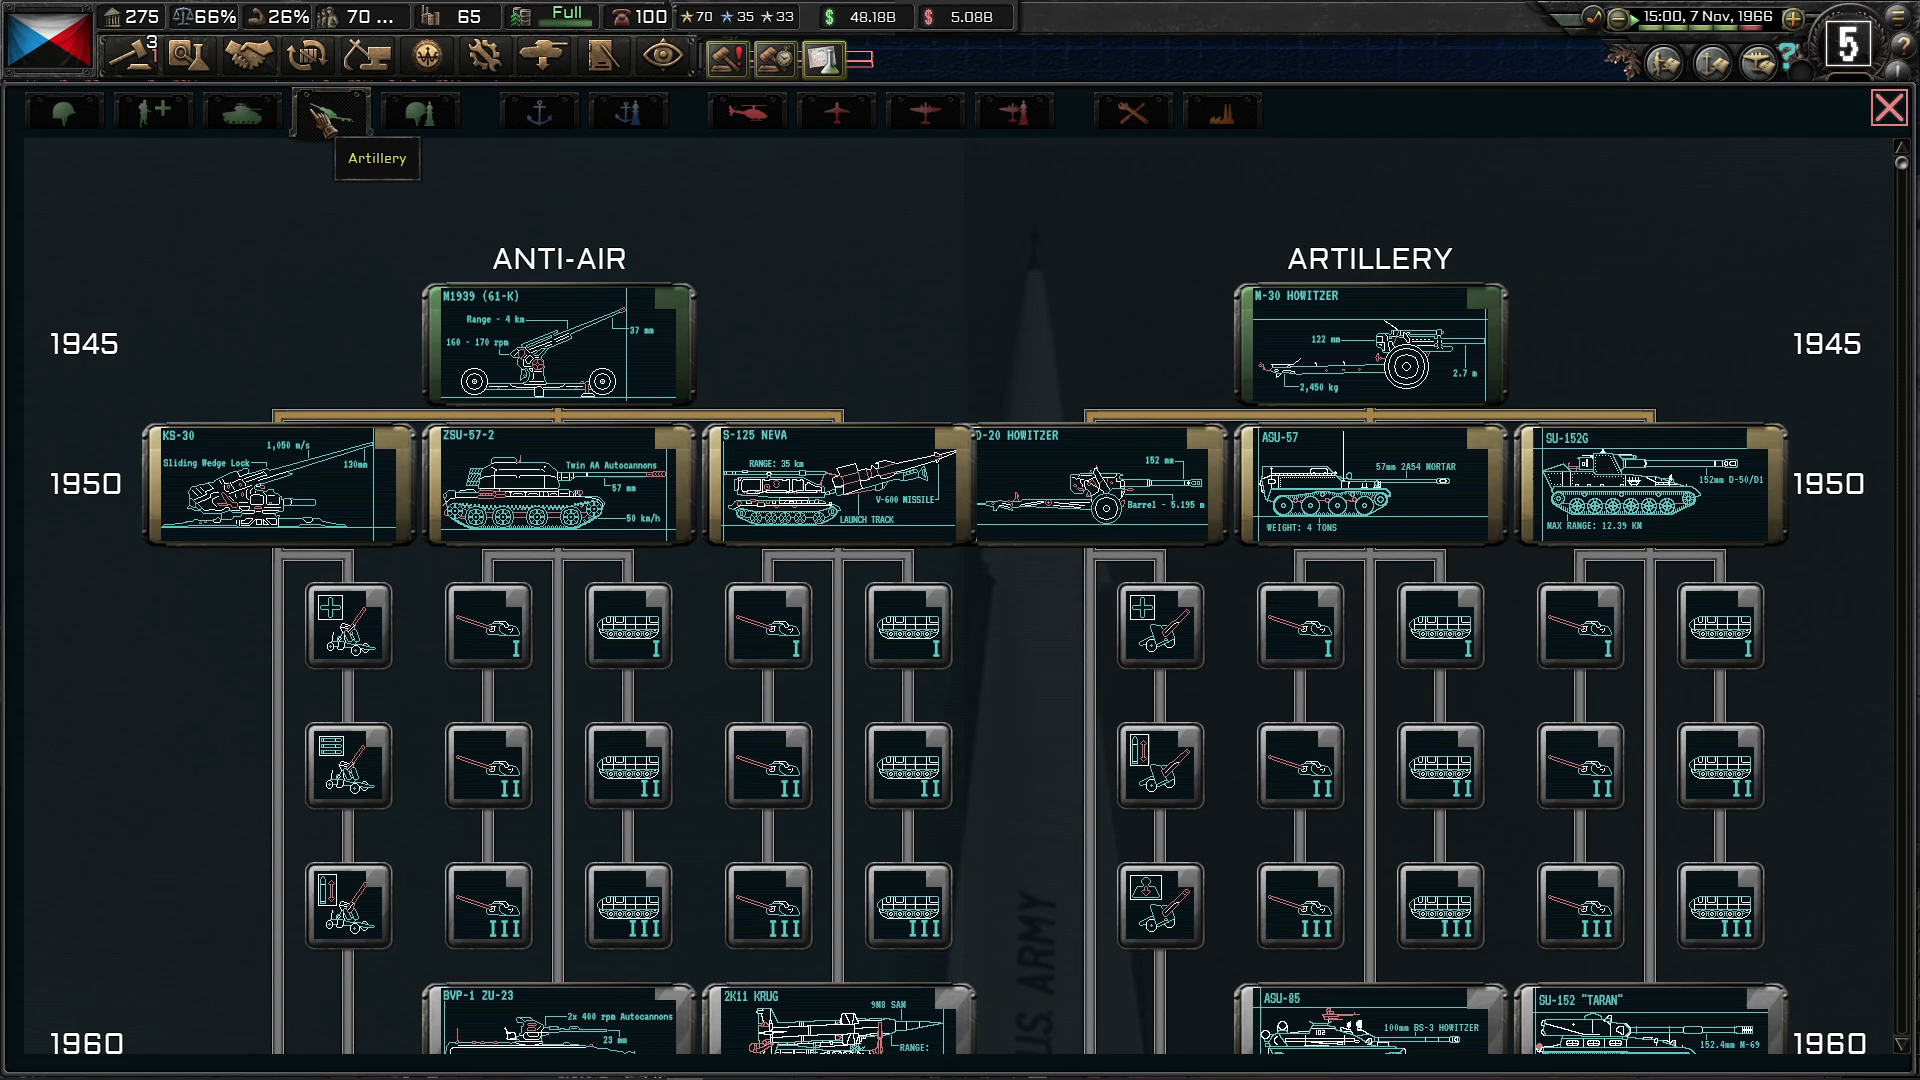 275 66% 26% 70 ... 65 Full 100 70 35 33 $ 48.18B $ 5.08B 15:00, 7 Nov, 1966
3
1
5
Artillery
ANTI-AIR
ARTILLERY
1945
M1939 (61-K)
Range - 4 km
37 mm
160 - 170 rpm
M-30 HOWITZER
122 mm
2.7 m
2,450 kg
1945
1950
KS-30
1,050 m/s
Sliding Wedge Lock
130mm
ZSU-57-2
Twin AA Autocannons
57 mm
50 km/h
S-125 NEVA
RANGE: 35 km
V-600 MISSILE
LAUNCH TRACK
D-20 HOWITZER
152 mm
Barrel - 5.195 m
ASU-57
57mm 2A54 MORTAR
WEIGHT: 4 TONS
SU-152G
152mm D-50/D1
MAX RANGE: 12.39 KM
1950
I I I I I I I I
II II II II II II II II
III III III III III III III III
US. ARMY
1960
BVP-1 ZU-23
2x 400 rpm Autocannons
23 mm
2K11 KRUG
9M8 SAM
RANGE:
ASU-85
100mm BS-3 HOWITZER
SU-152 "TARAN"
152.4mm M-69
1960